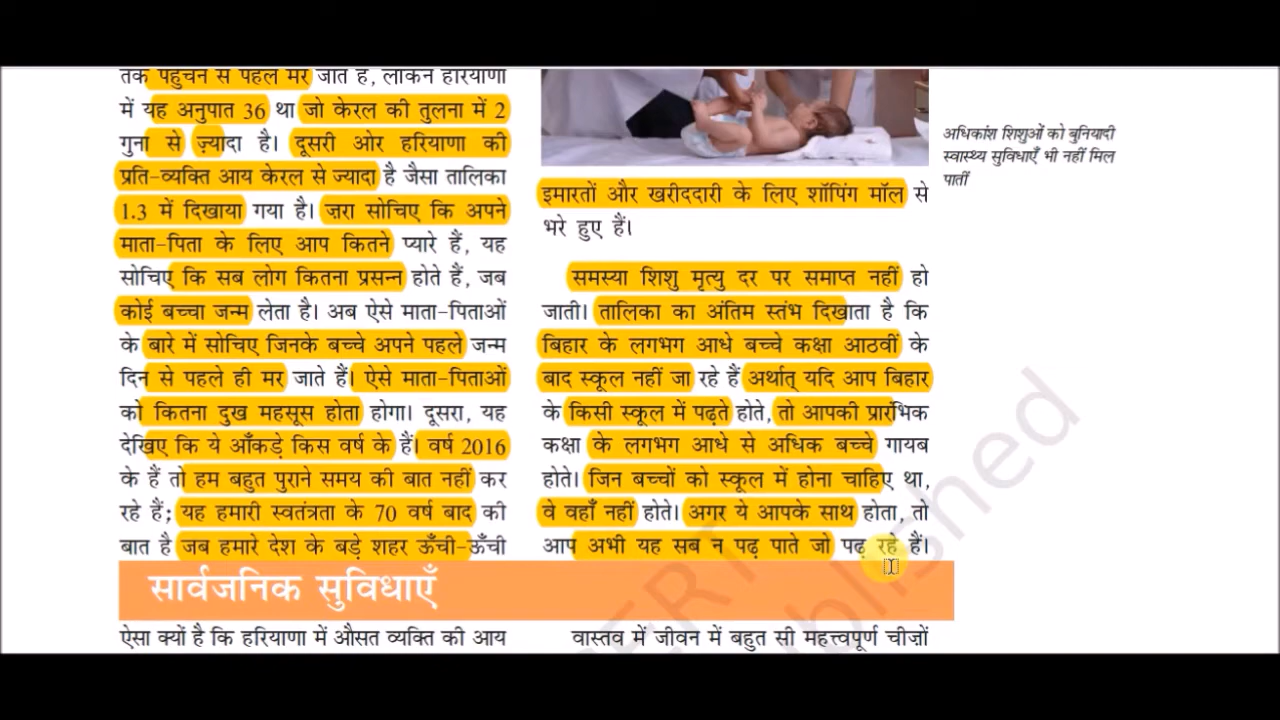 तक पहुँचने से पहले मर जाते हैं, लेकिन हरियाणा
में यह अनुपात 36 था जो केरल की तुलना में 2
गुना से ज़्यादा है। दूसरी ओर हरियाणा की
प्रति-व्यक्ति आय केरल से ज्यादा है जैसा तालिका
1.3 में दिखाया गया है। ज़रा सोचिए कि अपने
माता-पिता के लिए आप कितने प्यारे हैं, यह
सोचिए कि सब लोग कितना प्रसन्न होते हैं, जब
कोई बच्चा जन्म लेता है। अब ऐसे माता-पिताओं
के बारे में सोचिए जिनके बच्चे अपने पहले जन्म
दिन से पहले ही मर जाते हैं। ऐसे माता-पिताओं
को कितना दुख महसूस होता होगा। दूसरा, यह
देखिए कि ये आँकड़े किस वर्ष के हैं। वर्ष 2016
के हैं तो हम बहुत पुराने समय की बात नहीं कर
रहे हैं; यह हमारी स्वतंत्रता के 70 वर्ष बाद की
बात है जब हमारे देश के बड़े शहर ऊँची-ऊँची
इमारतों और खरीददारी के लिए शॉपिंग मॉल से
भरे हुए हैं।
समस्या शिशु मृत्यु दर पर समाप्त नहीं हो
जाती। तालिका का अंतिम स्तंभ दिखाता है कि
बिहार के लगभग आधे बच्चे कक्षा आठवीं के
बाद स्कूल नहीं जा रहे हैं अर्थात् यदि आप बिहार
के किसी स्कूल में पढ़ते होते, तो आपकी प्रारंभिक
कक्षा के लगभग आधे से अधिक बच्चे गायब
होते। जिन बच्चों को स्कूल में होना चाहिए था,
वे वहाँ नहीं होते। अगर ये आपके साथ होता, तो
आप अभी यह सब न पढ़ पाते जो पढ़ रहे हैं।
अधिकांश शिशुओं को बुनियादी
स्वास्थ्य सुविधाएँ भी नहीं मिल
पातीं
सार्वजनिक सुविधाएँ
ऐसा क्यों है कि हरियाणा में औसत व्यक्ति की आय
वास्तव में जीवन में बहुत सी महत्त्वपूर्ण चीज़ों